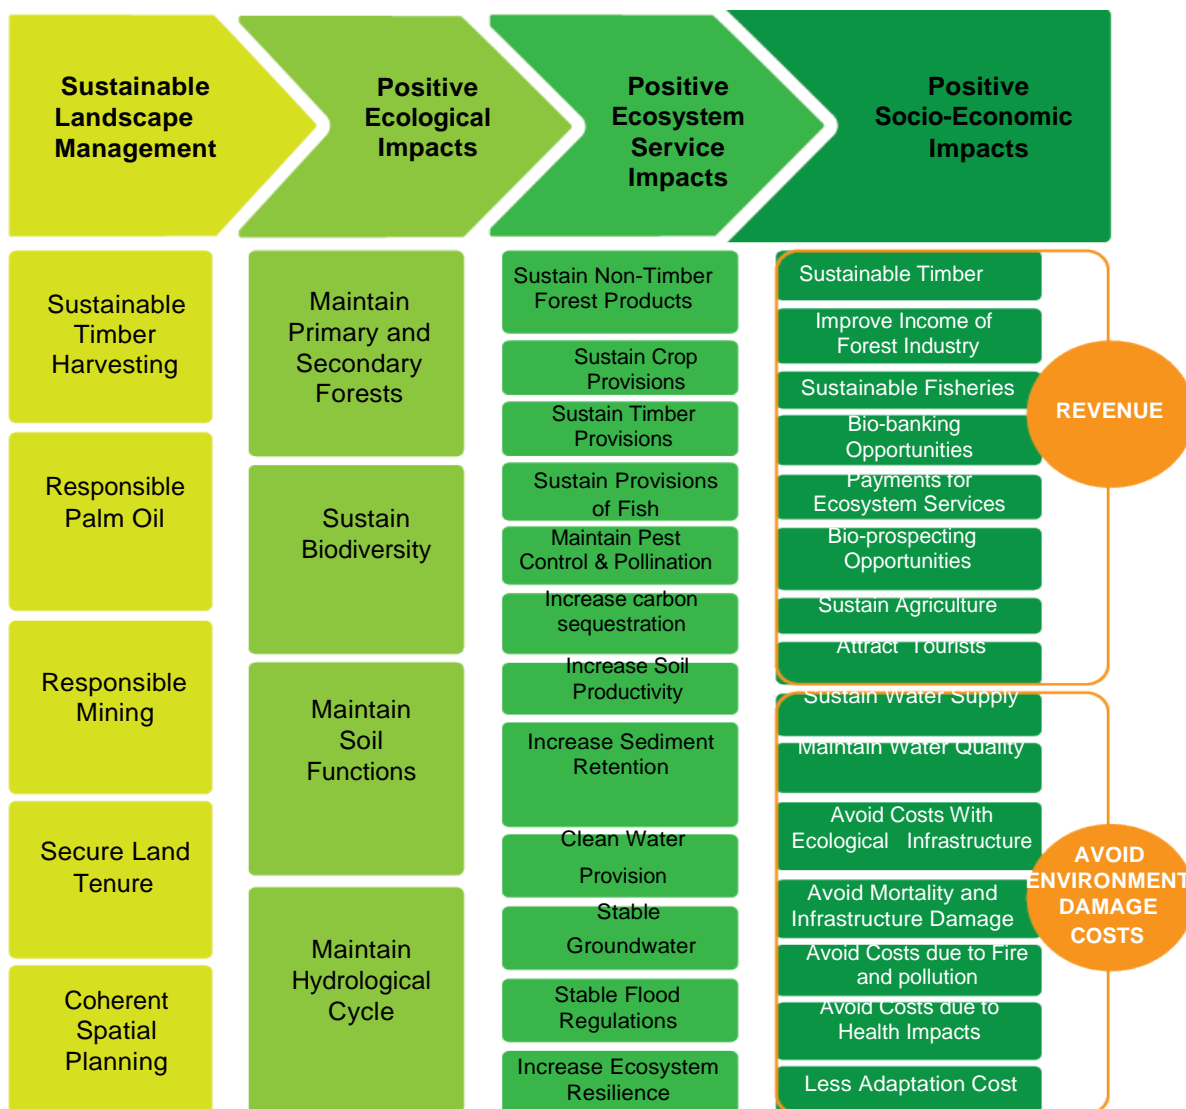 Sustainable
Landscape
Management
Positive
Ecological
Impacts
Positive
Ecosystem
Service
Impacts
Positive
Socio-Economic
Impacts
Sustainable
Timber
Harvesting
Responsible
Palm Oil
Responsible
Mining
Secure Land
Tenure
Coherent
Spatial
Planning
Maintain
Primary and
Secondary
Forests
Sustain
Biodiversity
Maintain
Soil
Functions
Maintain
Hydrological
Cycle
Sustain Non-Timber
Forest Products
Sustain Crop
Provisions
Sustain Timber
Provisions
Sustain Provisions
of Fish
Maintain Pest
Control & Pollination
Increase carbon
sequestration
Increase Soil
Productivity
Increase Sediment
Retention
Clean Water
Provision
Stable
Groundwater
Stable Flood
Regulations
Increase Ecosystem
Resilience
Sustainable Timber
Improve Income of
Forest Industry
Sustainable Fisheries
Bio-banking
Opportunities
Payments for
Ecosystem Services
Bio-prospecting
Opportunities
Sustain Agriculture
Attract Tourists
Sustain Water Supply
Maintain Water Quality
Avoid Costs With
Ecological Infrastructure
Avoid Mortality and
Infrastructure Damage
Avoid Costs due to Fire
and pollution
Avoid Costs due to
Health Impacts
Less Adaptation Cost
REVENUE
AVOID
ENVIRONMENT
DAMAGE
COSTS